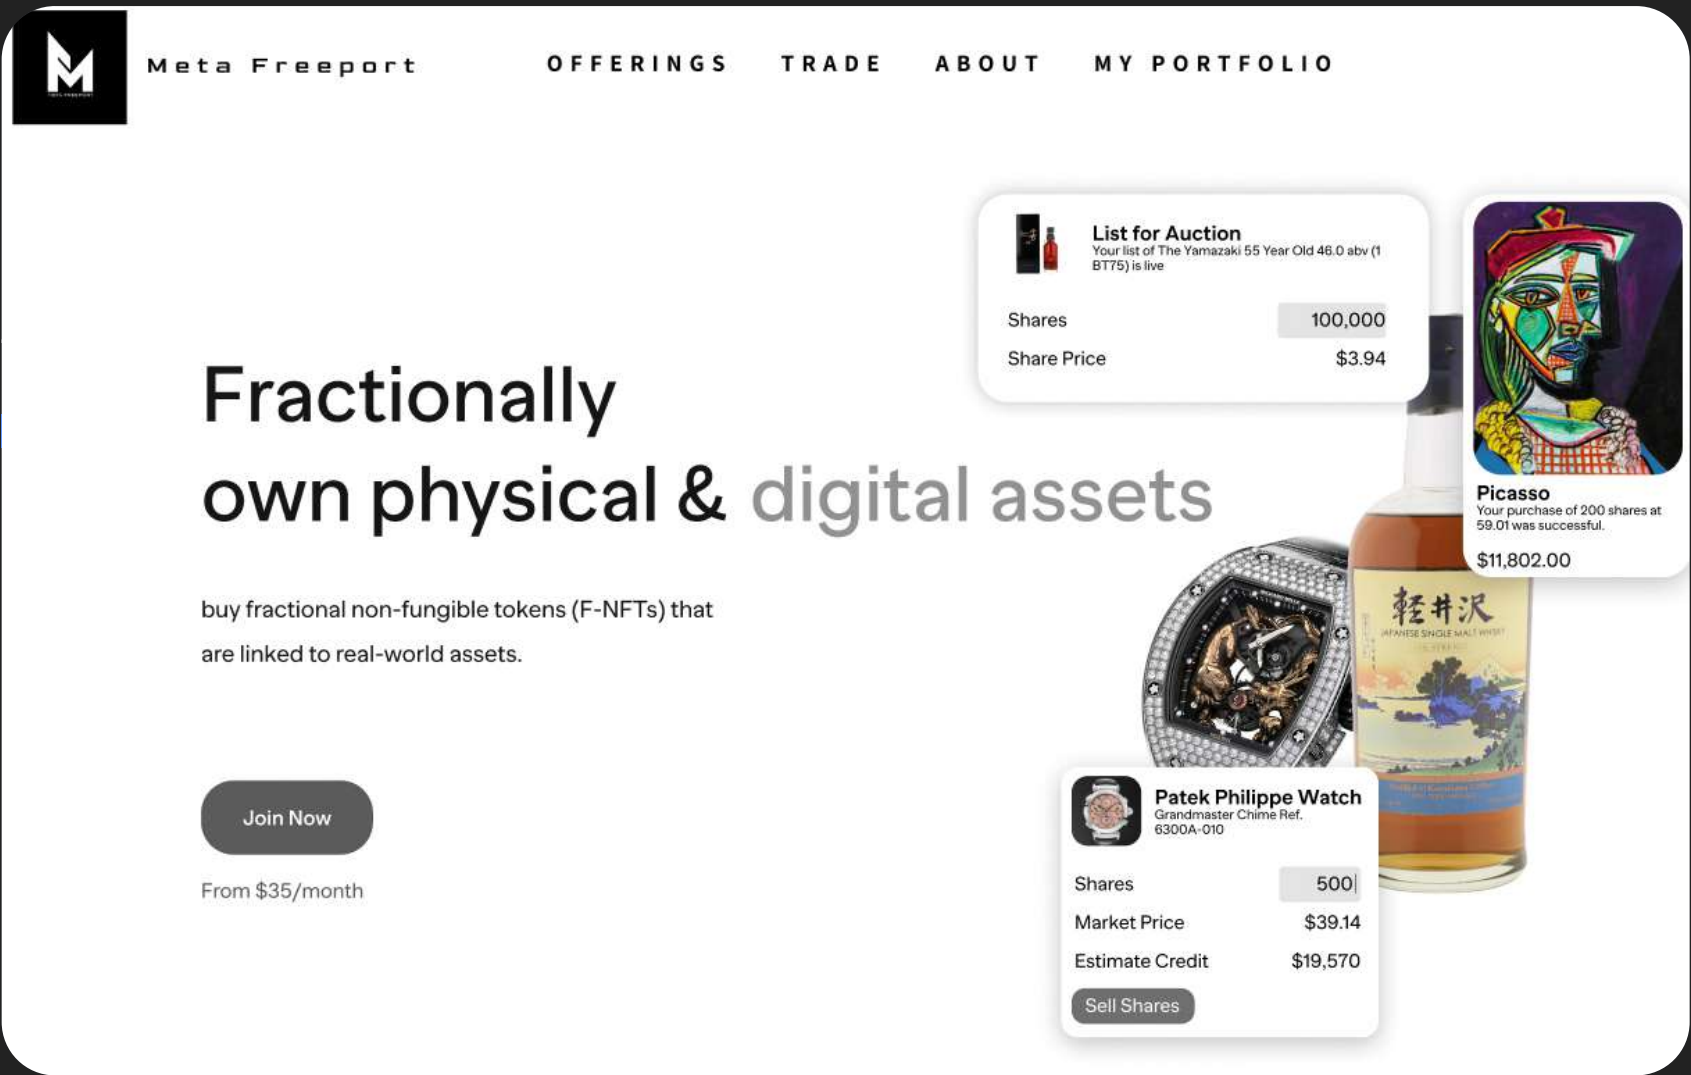 Meta Freeport
OFFERINGS
TRADE
ABOUT
MY PORTFOLIO
Fractionally
own physical & digital assets
buy fractional non-fungible tokens (F-NFTs) that
are linked to real-world assets.
Join Now
From $35/month
List for Auction
Your list of The Yamazaki 55 Year Old 46.0 abv (1
BT75) is live
Shares 100,000
Share Price $3.94
Picasso
Your purchase of 200 shares at
59.01 was successful.
$11,802.00
軽井沢
JAPANESE SINGLE MALT WHISKY
Patek Philippe Watch
Grandmaster Chime Ref.
6300A-010
Shares 500
Market Price $39.14
Estimate Credit $19,570
Sell Shares